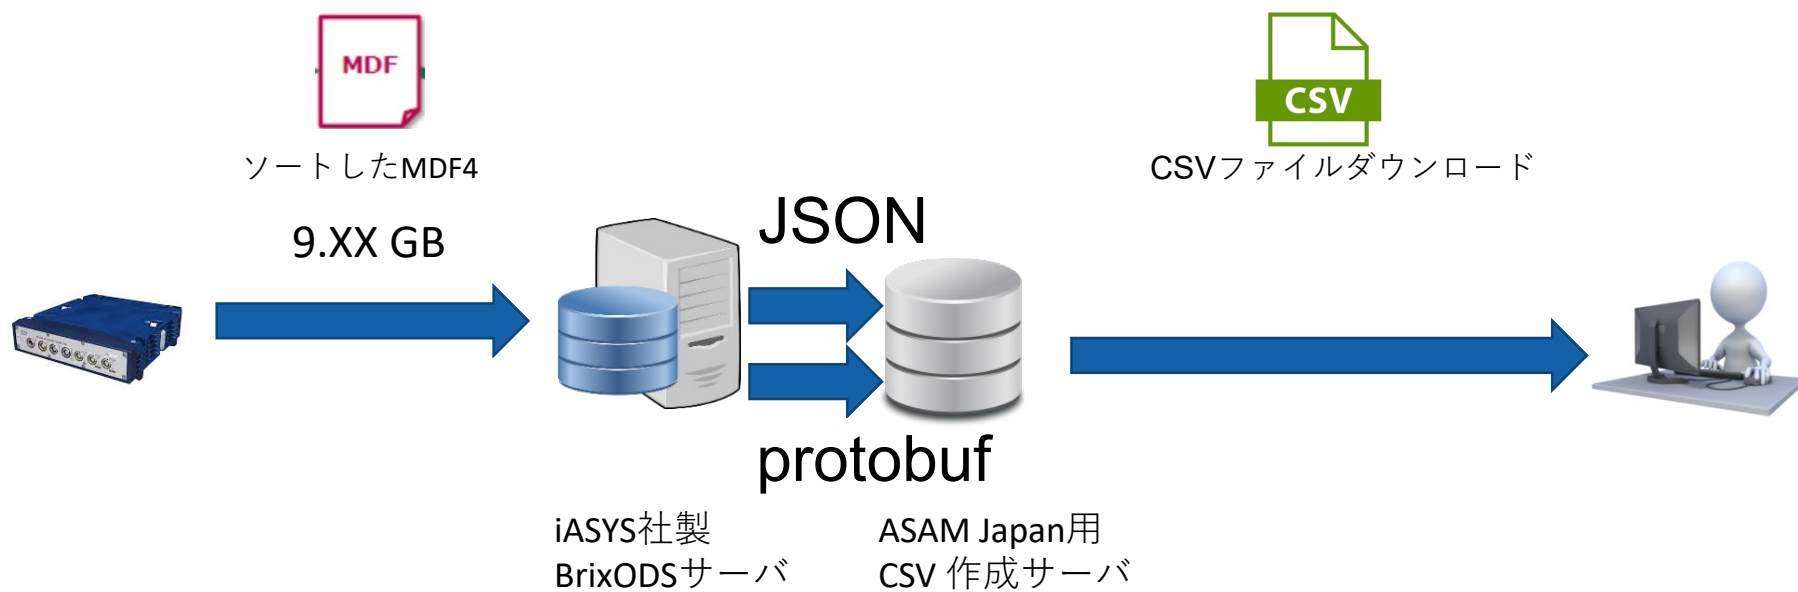 MDF
ソートしたMDF4
9.XX GB
CSV
CSVファイルダウンロード
JSON
protobuf
iASYS社製
BrixODSサーバ
ASAM Japan用
CSV 作成サーバ